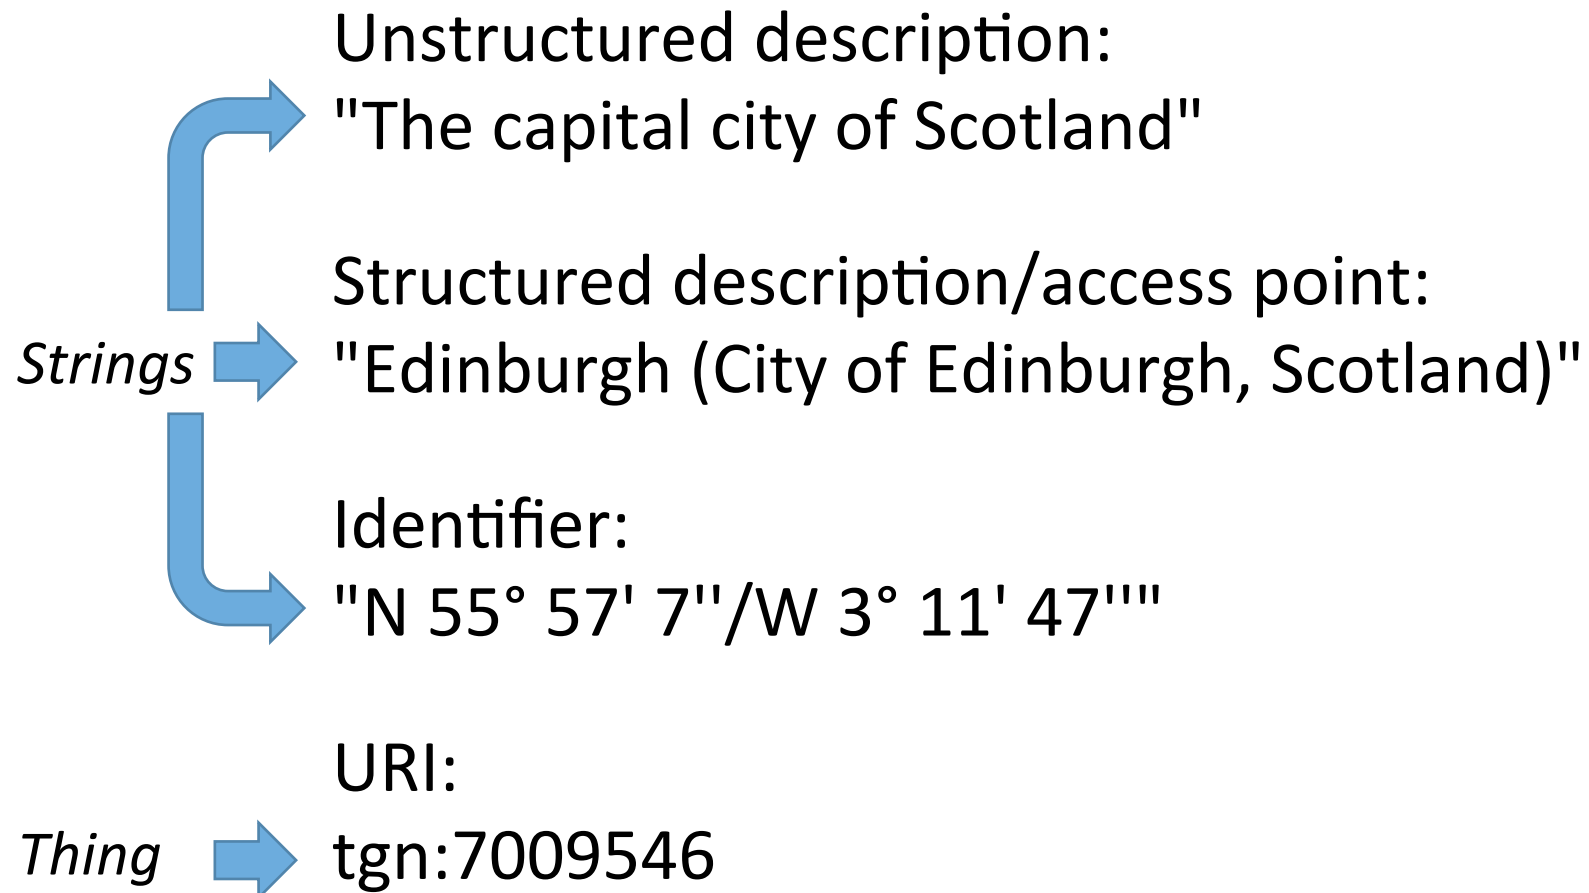 Unstructured description:
"The capital city of Scotland"
Structured description/access point:
Strings
"Edinburgh (City of Edinburgh, Scotland)"
Identifier:
"N 55° 57' 7''/W 3° 11' 47'''"
URI:
Thing
tgn:7009546